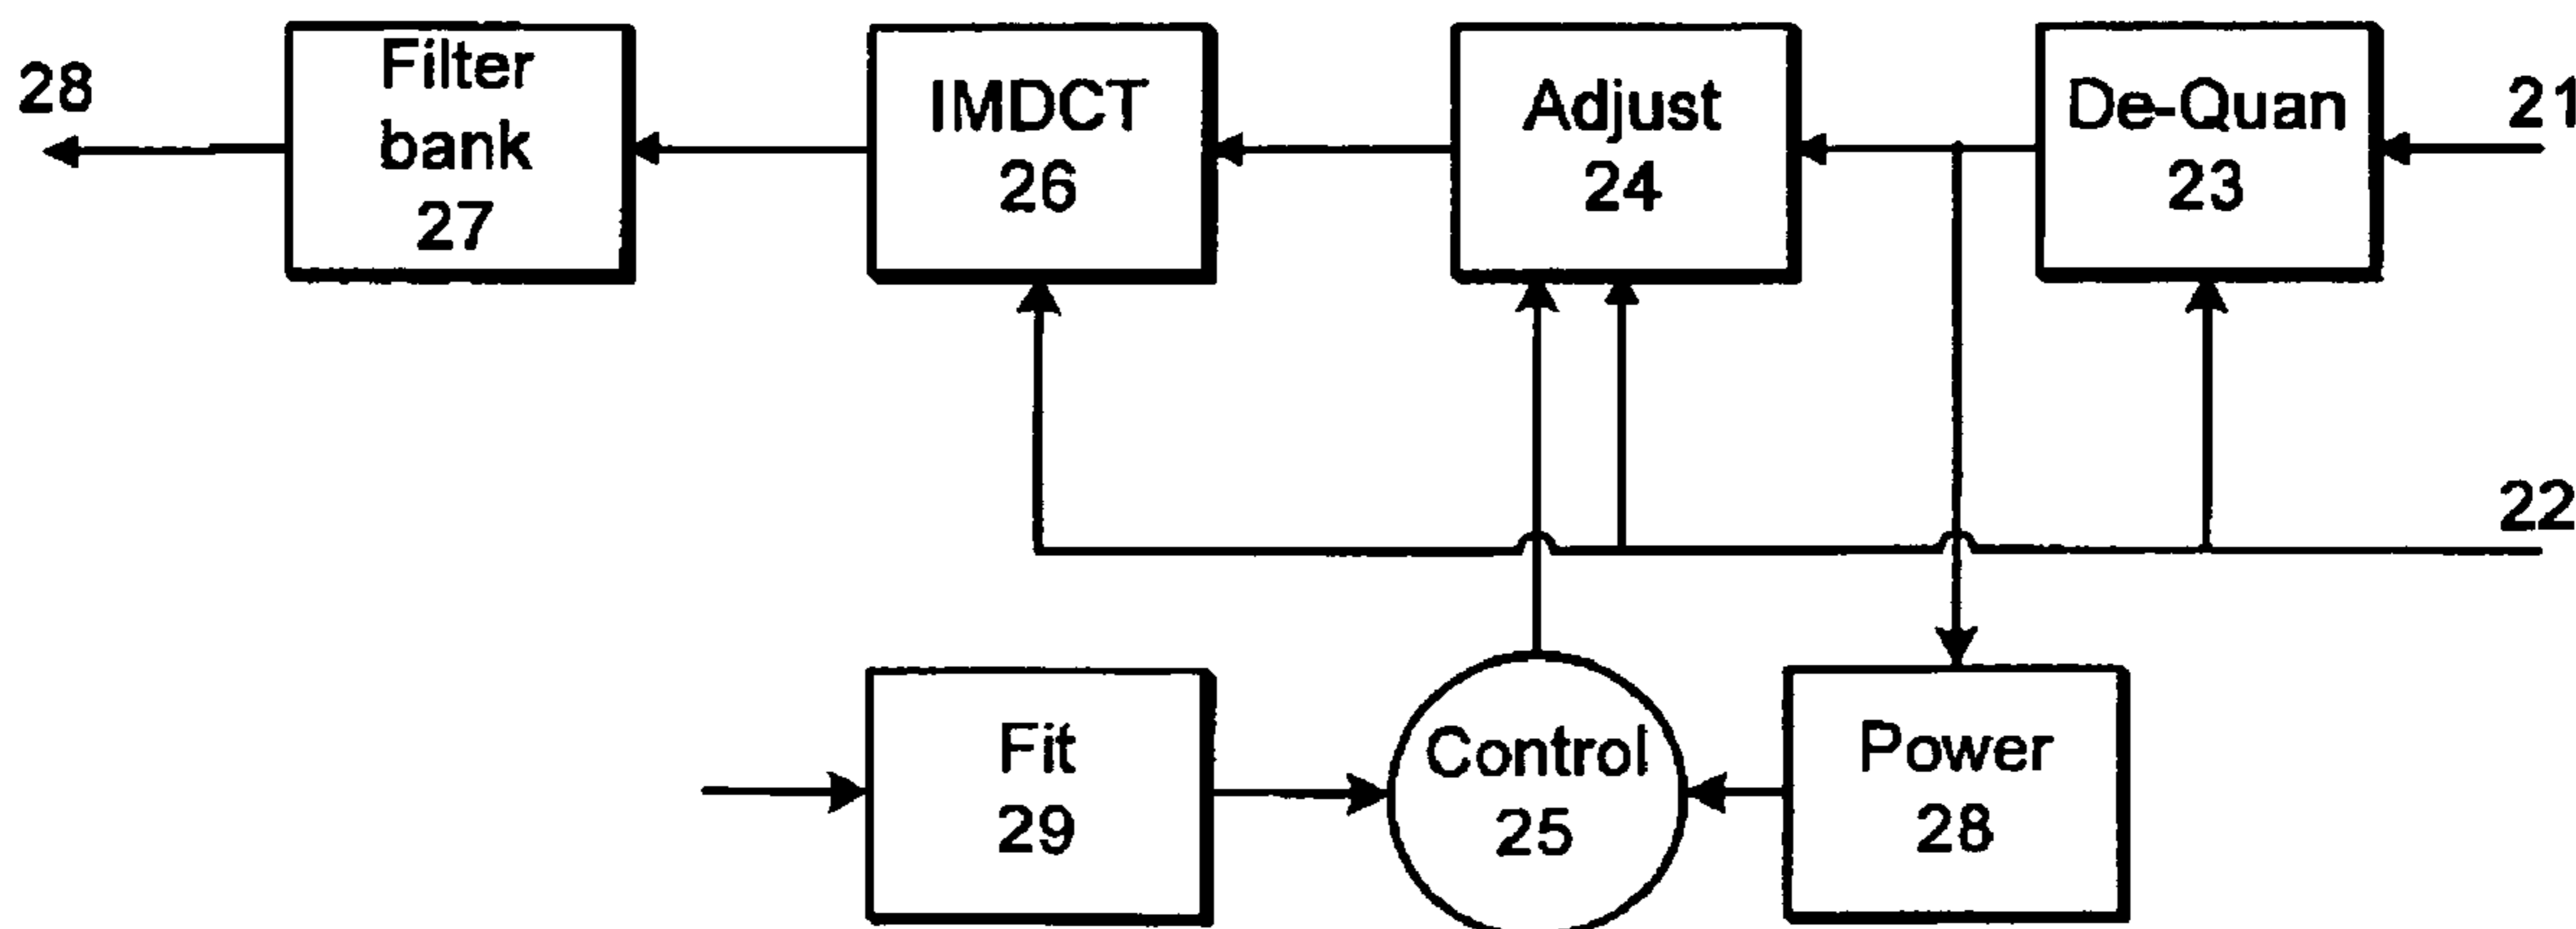 28
Filter
bank
27
IMDCT
26
Adjust
24
De-Quan
23
21
22
Fit
29
Control
25
Power
28